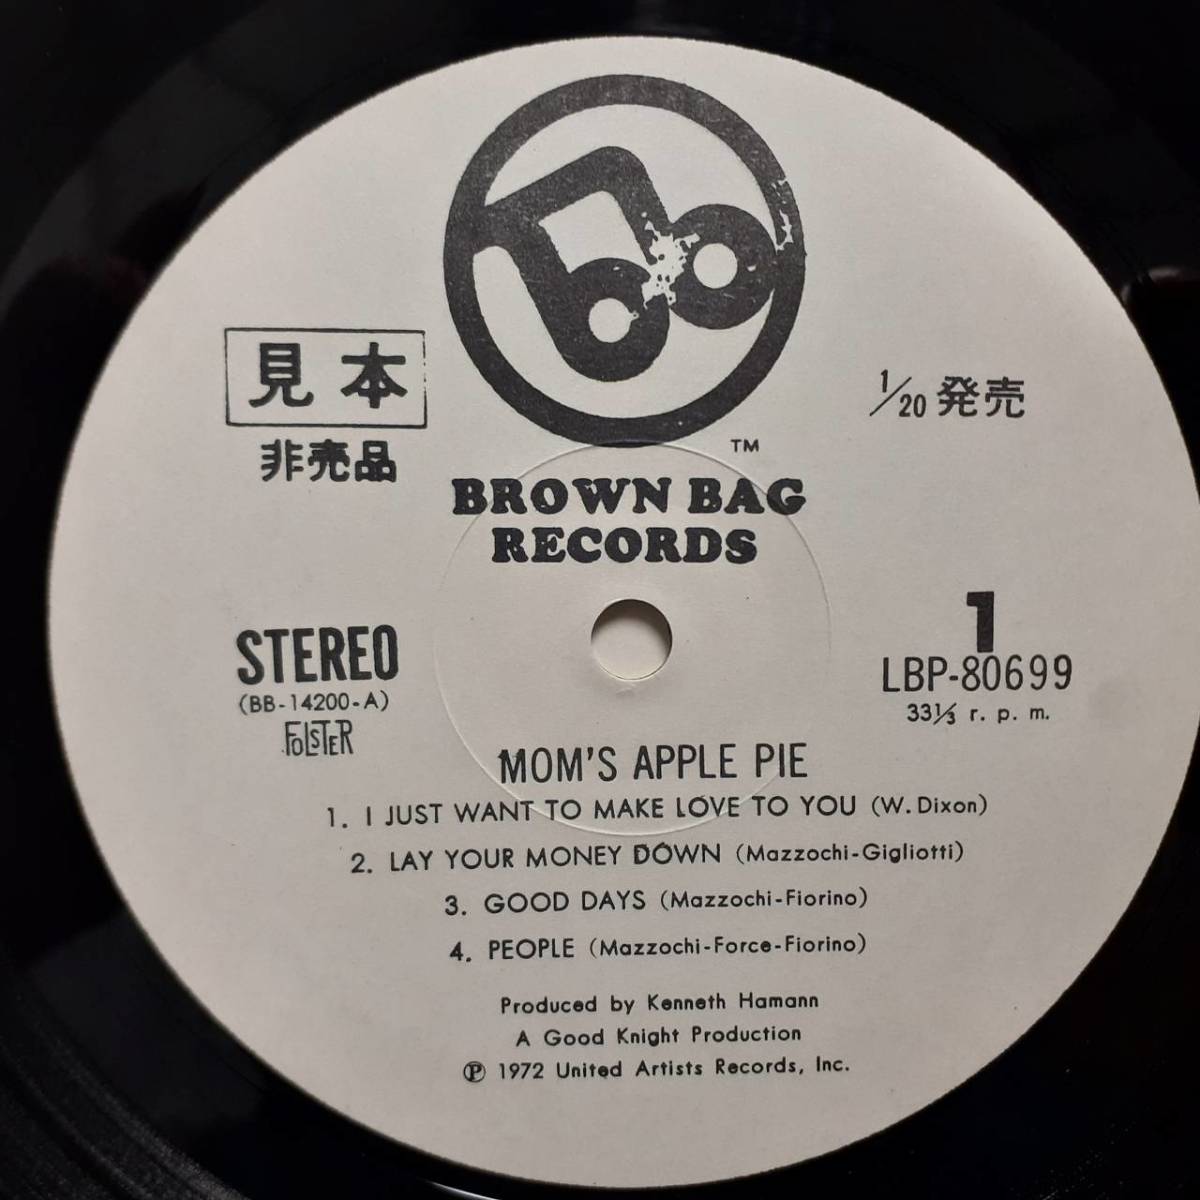 見本
非売品
1/20 発売
TM
BROWN BAG
RECORDS
STEREO
(BB-14200-A)
FOLSTER
1
LBP-80699
33⅓ r. p. m.
MOM'S APPLE PIE
1. I JUST WANT TO MAKE LOVE TO YOU (W. Dixon)
2. LAY YOUR MONEY DOWN (Mazzochi-Gigliotti)
3. GOOD DAYS (Mazzochi-Fiorino)
4. PEOPLE (Mazzochi-Force-Fiorino)
Produced by Kenneth Hamann
A Good Knight Production
Ⓟ 1972 United Artists Records, Inc.